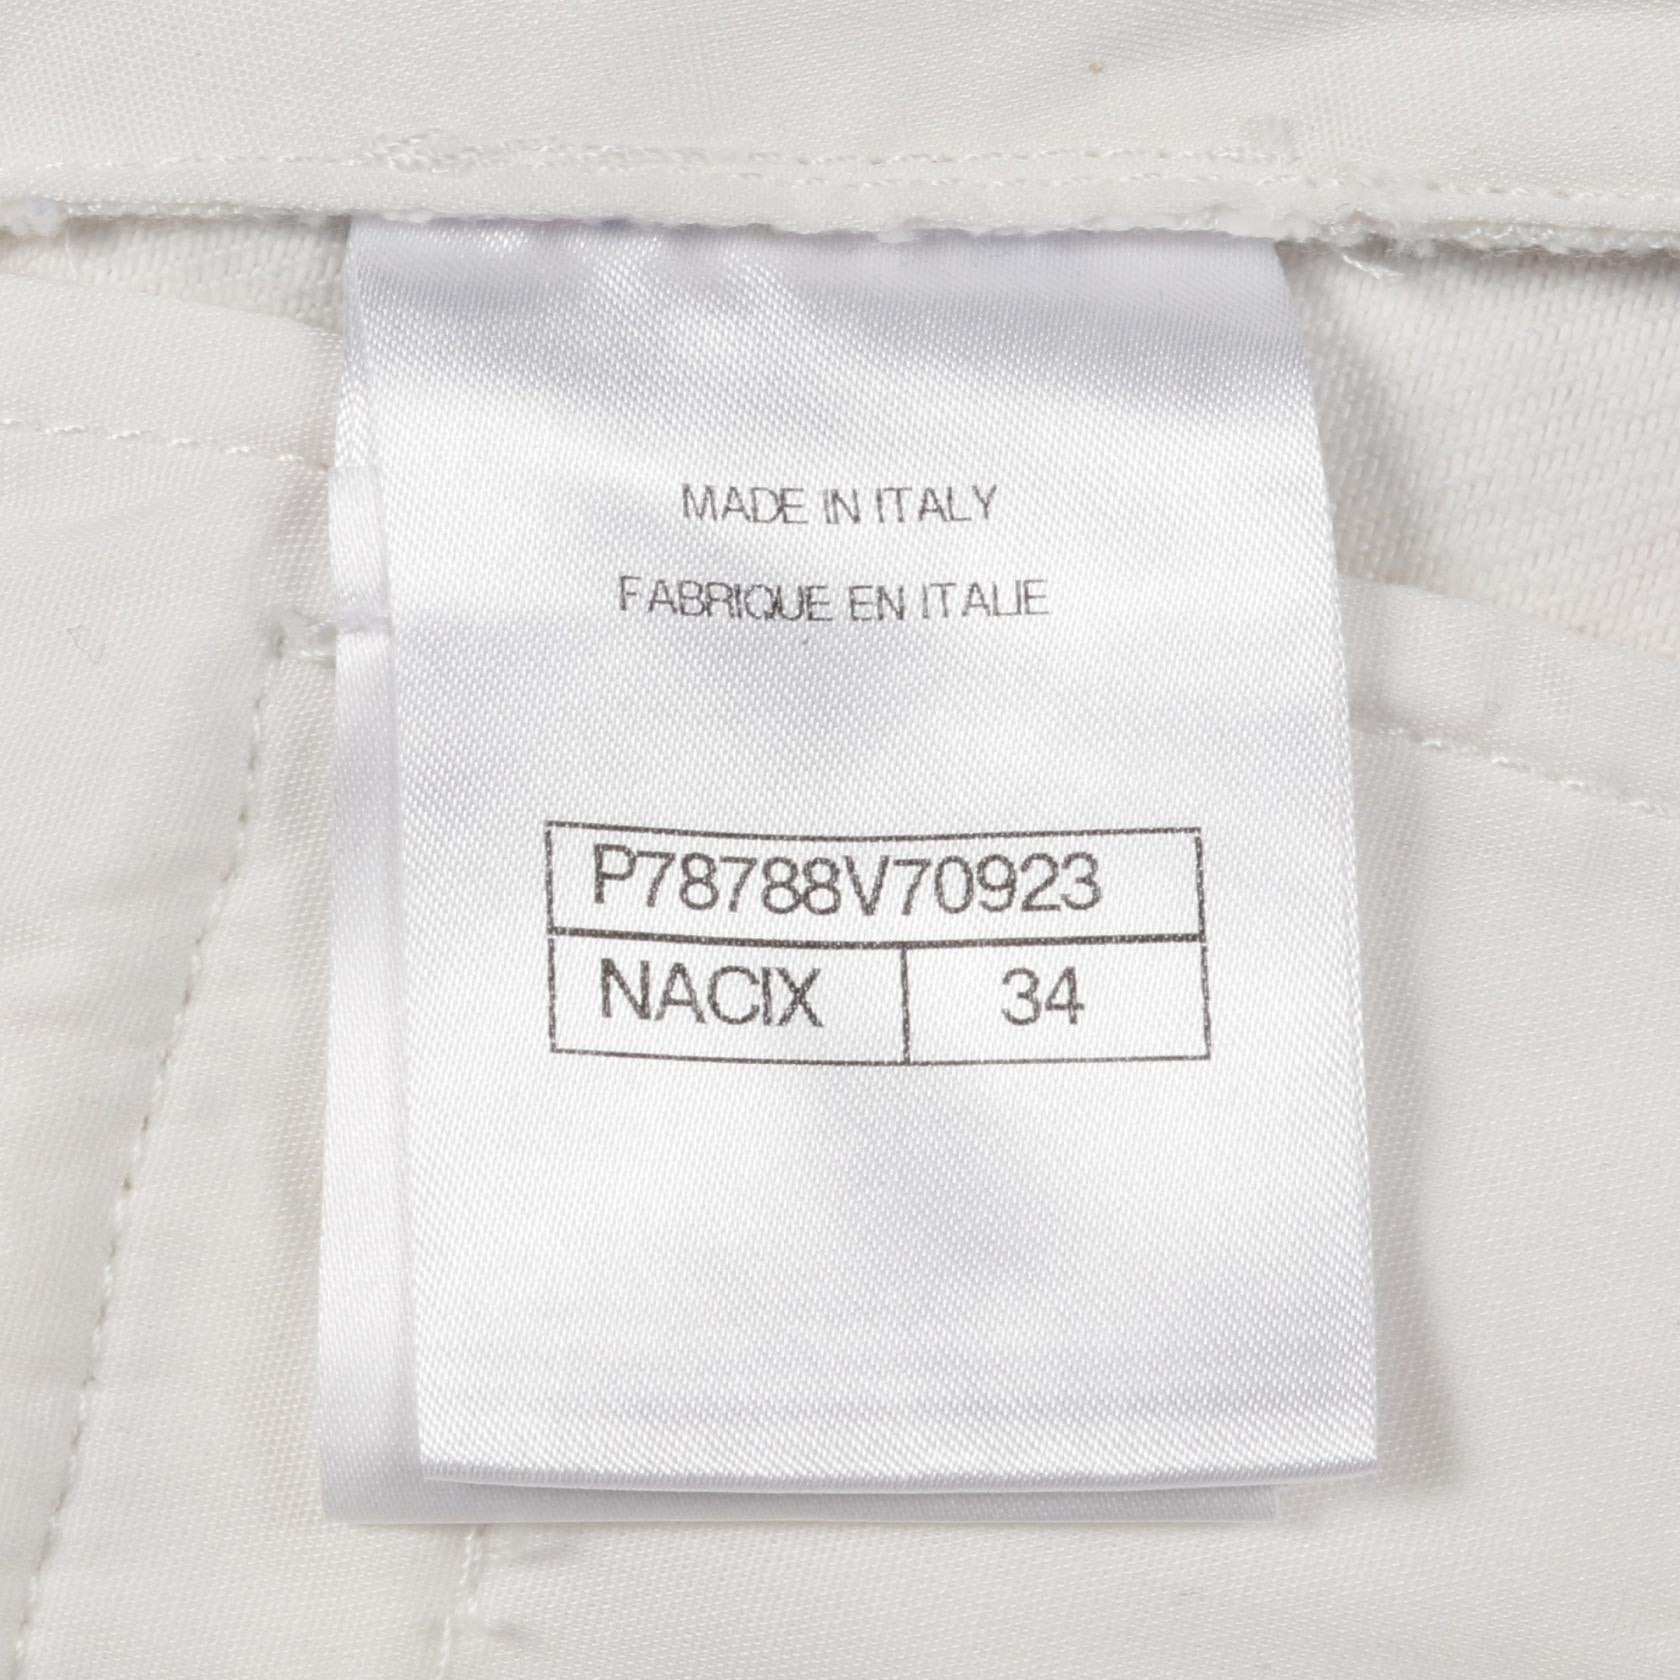 MADE IN ITALY
FABRIQUE EN ITALIE
P78788V70923
NACIX 34